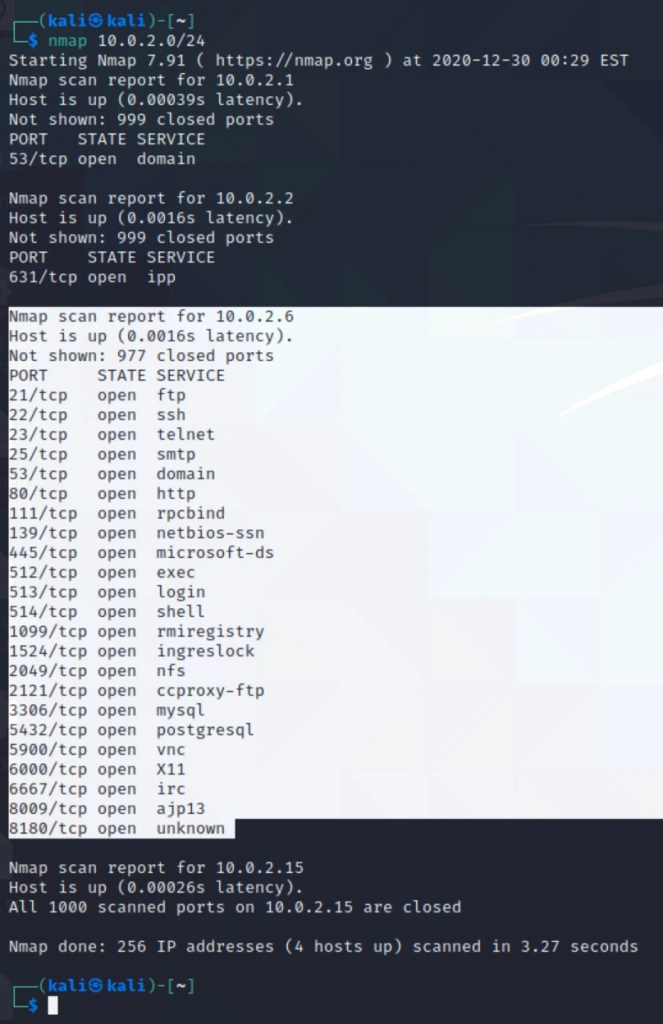 ┌──(kali㉿kali)-[~]
└─$ nmap 10.0.2.0/24
Starting Nmap 7.91 ( https://nmap.org ) at 2020-12-30 00:29 EST
Nmap scan report for 10.0.2.1
Host is up (0.00039s latency).
Not shown: 999 closed ports
PORT   STATE SERVICE
53/tcp open  domain

Nmap scan report for 10.0.2.2
Host is up (0.0016s latency).
Not shown: 999 closed ports
PORT    STATE SERVICE
631/tcp open  ipp

Nmap scan report for 10.0.2.6
Host is up (0.0016s latency).
Not shown: 977 closed ports
PORT     STATE SERVICE
21/tcp   open  ftp
22/tcp   open  ssh
23/tcp   open  telnet
25/tcp   open  smtp
53/tcp   open  domain
80/tcp   open  http
111/tcp  open  rpcbind
139/tcp  open  netbios-ssn
445/tcp  open  microsoft-ds
512/tcp  open  exec
513/tcp  open  login
514/tcp  open  shell
1099/tcp open  rmiregistry
1524/tcp open  ingreslock
2049/tcp open  nfs
2121/tcp open  ccproxy-ftp
3306/tcp open  mysql
5432/tcp open  postgresql
5900/tcp open  vnc
6000/tcp open  X11
6667/tcp open  irc
8009/tcp open  ajp13
8180/tcp open  unknown

Nmap scan report for 10.0.2.15
Host is up (0.00026s latency).
All 1000 scanned ports on 10.0.2.15 are closed

Nmap done: 256 IP addresses (4 hosts up) scanned in 3.27 seconds

┌──(kali㉿kali)-[~]
└─$